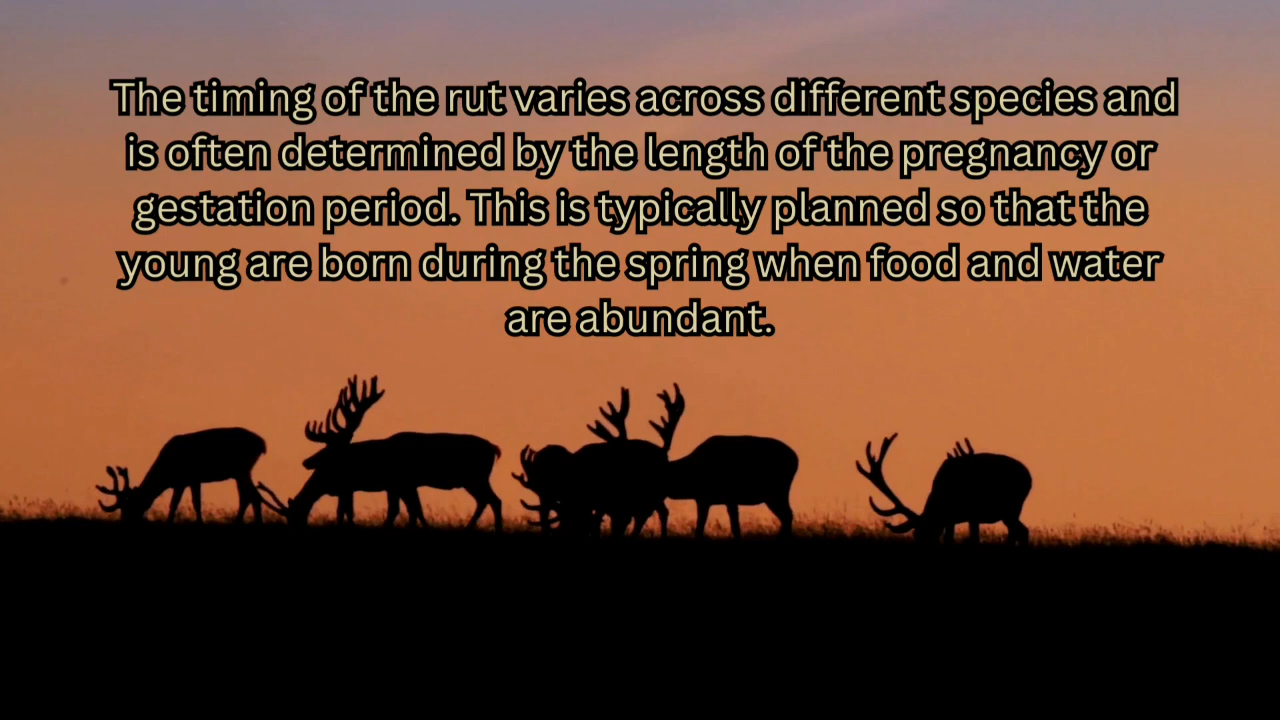 The timing of the rut varies across different species and
is often determined by the length of the pregnancy or
gestation period. This is typically planned so that the
young are born during the spring when food and water
are abundant.